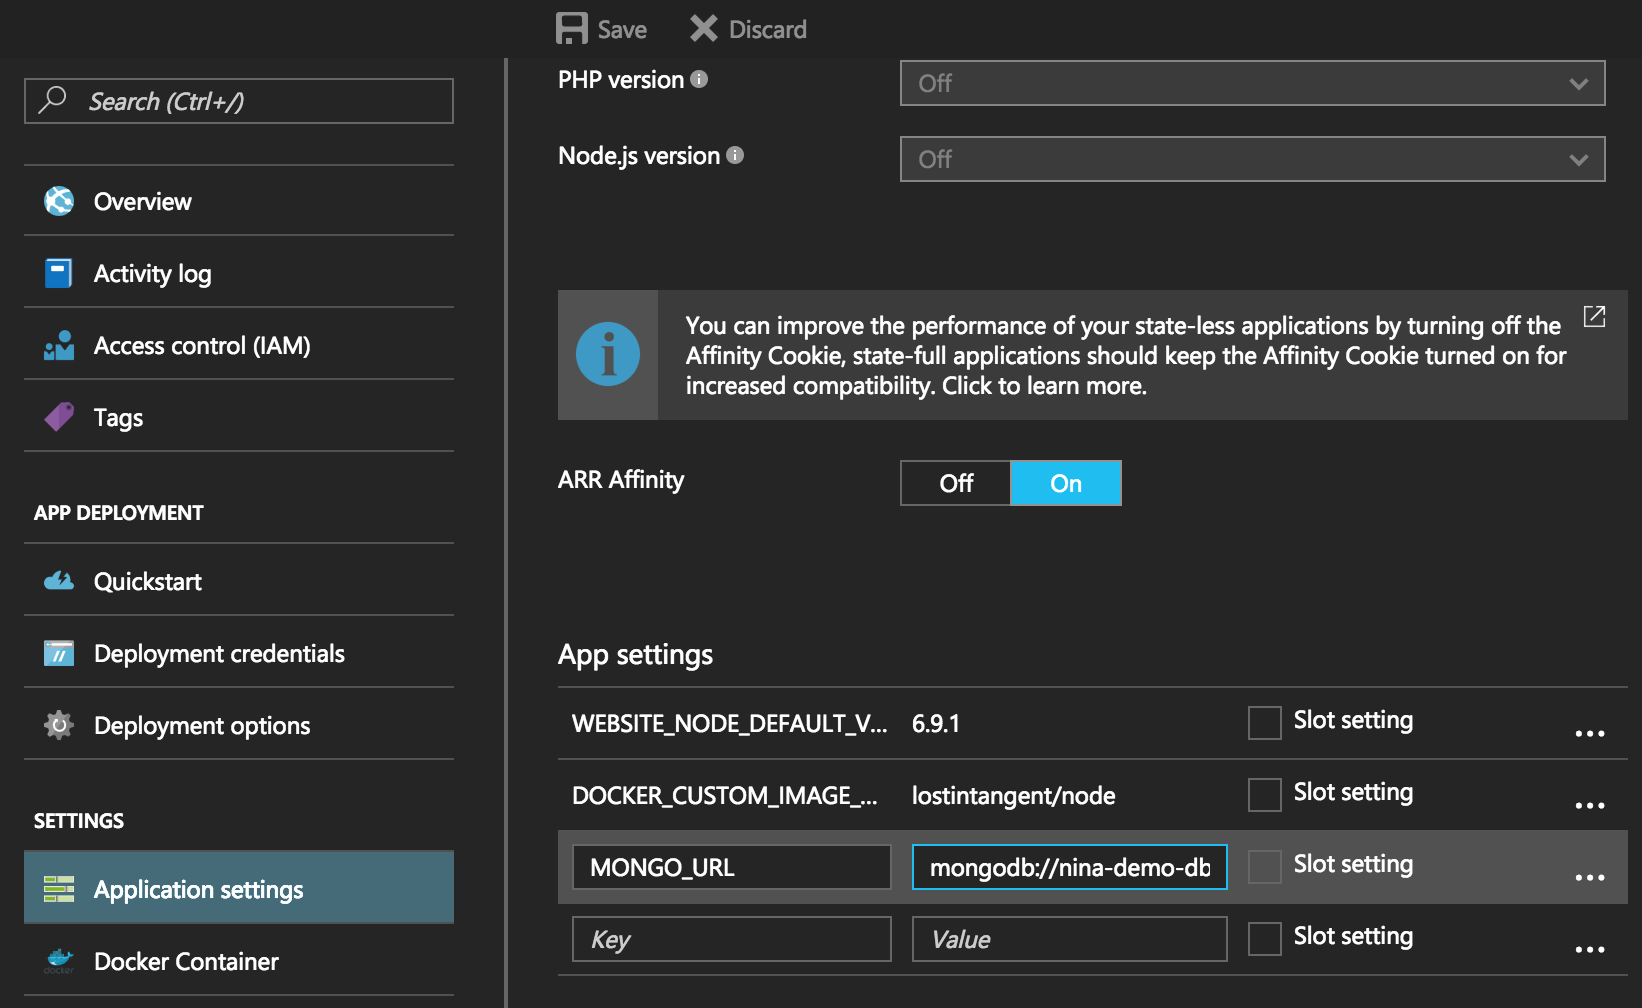 Save
Discard
Search (Ctrl+/)
Overview
Activity log
Access control (IAM)
Tags
APP DEPLOYMENT
Quickstart
Deployment credentials
Deployment options
SETTINGS
Application settings
docker
Docker Container
PHP version
Off
Node.js version
Off
You can improve the performance of your state-less applications by turning off the
Affinity Cookie, state-full applications should keep the Affinity Cookie turned on for
increased compatibility. Click to learn more.
ARR Affinity
Off
On
App settings
WEBSITE_NODE_DEFAULT_V... 6.9.1 Slot setting ...
DOCKER_CUSTOM_IMAGE_... lostintangent/node Slot setting ...
MONGO_URL mongodb://nina-demo-db Slot setting ...
Key Value Slot setting ...